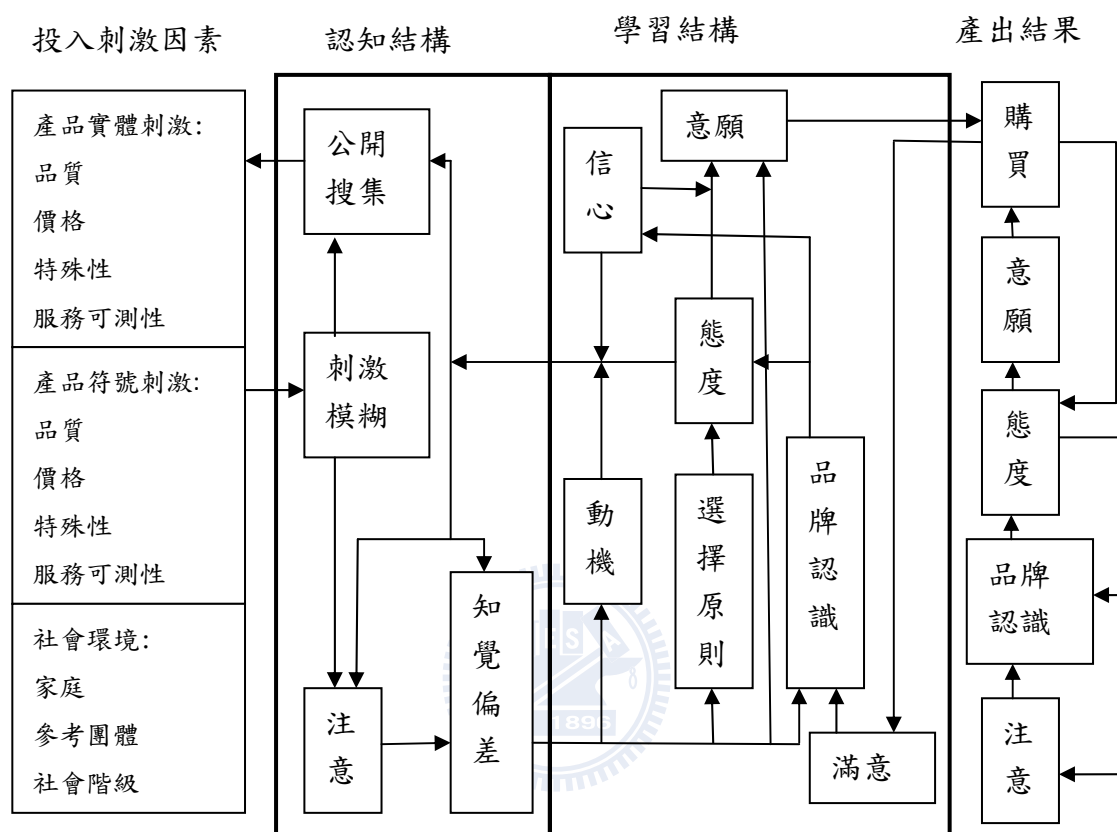 投入刺激因素
認知結構
學習結構
產出結果
產品實體刺激:
品質
價格
特殊性
服務可測性
產品符號刺激:
品質
價格
特殊性
服務可測性
社會環境:
家庭
參考團體
社會階級
公開
搜集
刺激
模糊
注
意
知
覺
偏
差
信
心
意願
態
度
動
機
選
擇
原
則
品
牌
認
識
滿意
購
買
意
願
態
度
品牌
認識
注
意
ES
A
1896